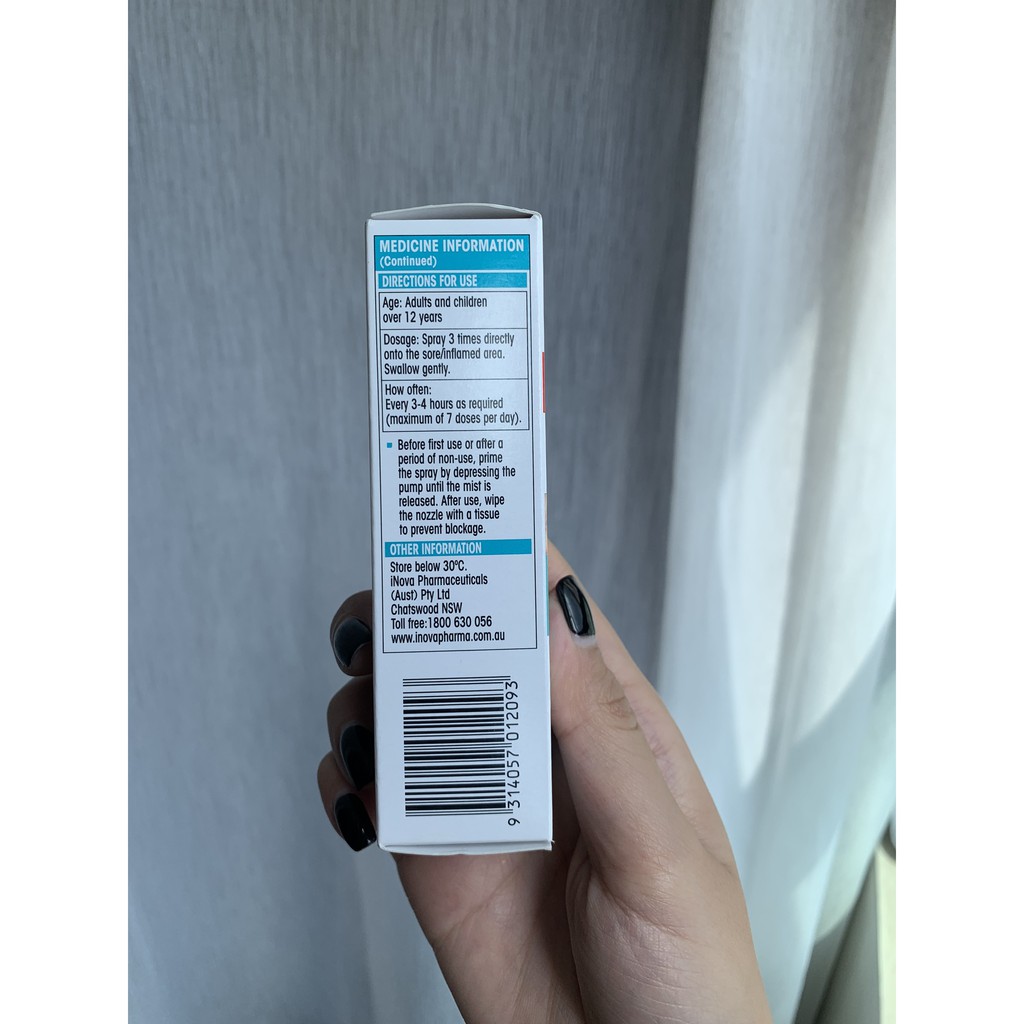 MEDICINE INFORMATION
(Continued)
DIRECTIONS FOR USE
Age: Adults and children
over 12 years
Dosage: Spray 3 times directly
onto the sore/inflamed area.
Swallow gently.
How often:
Every 3-4 hours as required
(maximum of 7 doses per day).
▪ Before first use or after a
period of non-use, prime
the spray by depressing the
pump until the mist is
released. After use, wipe
the nozzle with a tissue
to prevent blockage.
OTHER INFORMATION
Store below 30ºC.
iNova Pharmaceuticals
(Aust) Pty Ltd
Chatswood NSW
Toll free:1800 630 056
www.inovapharma.com.au
9 314057 012093